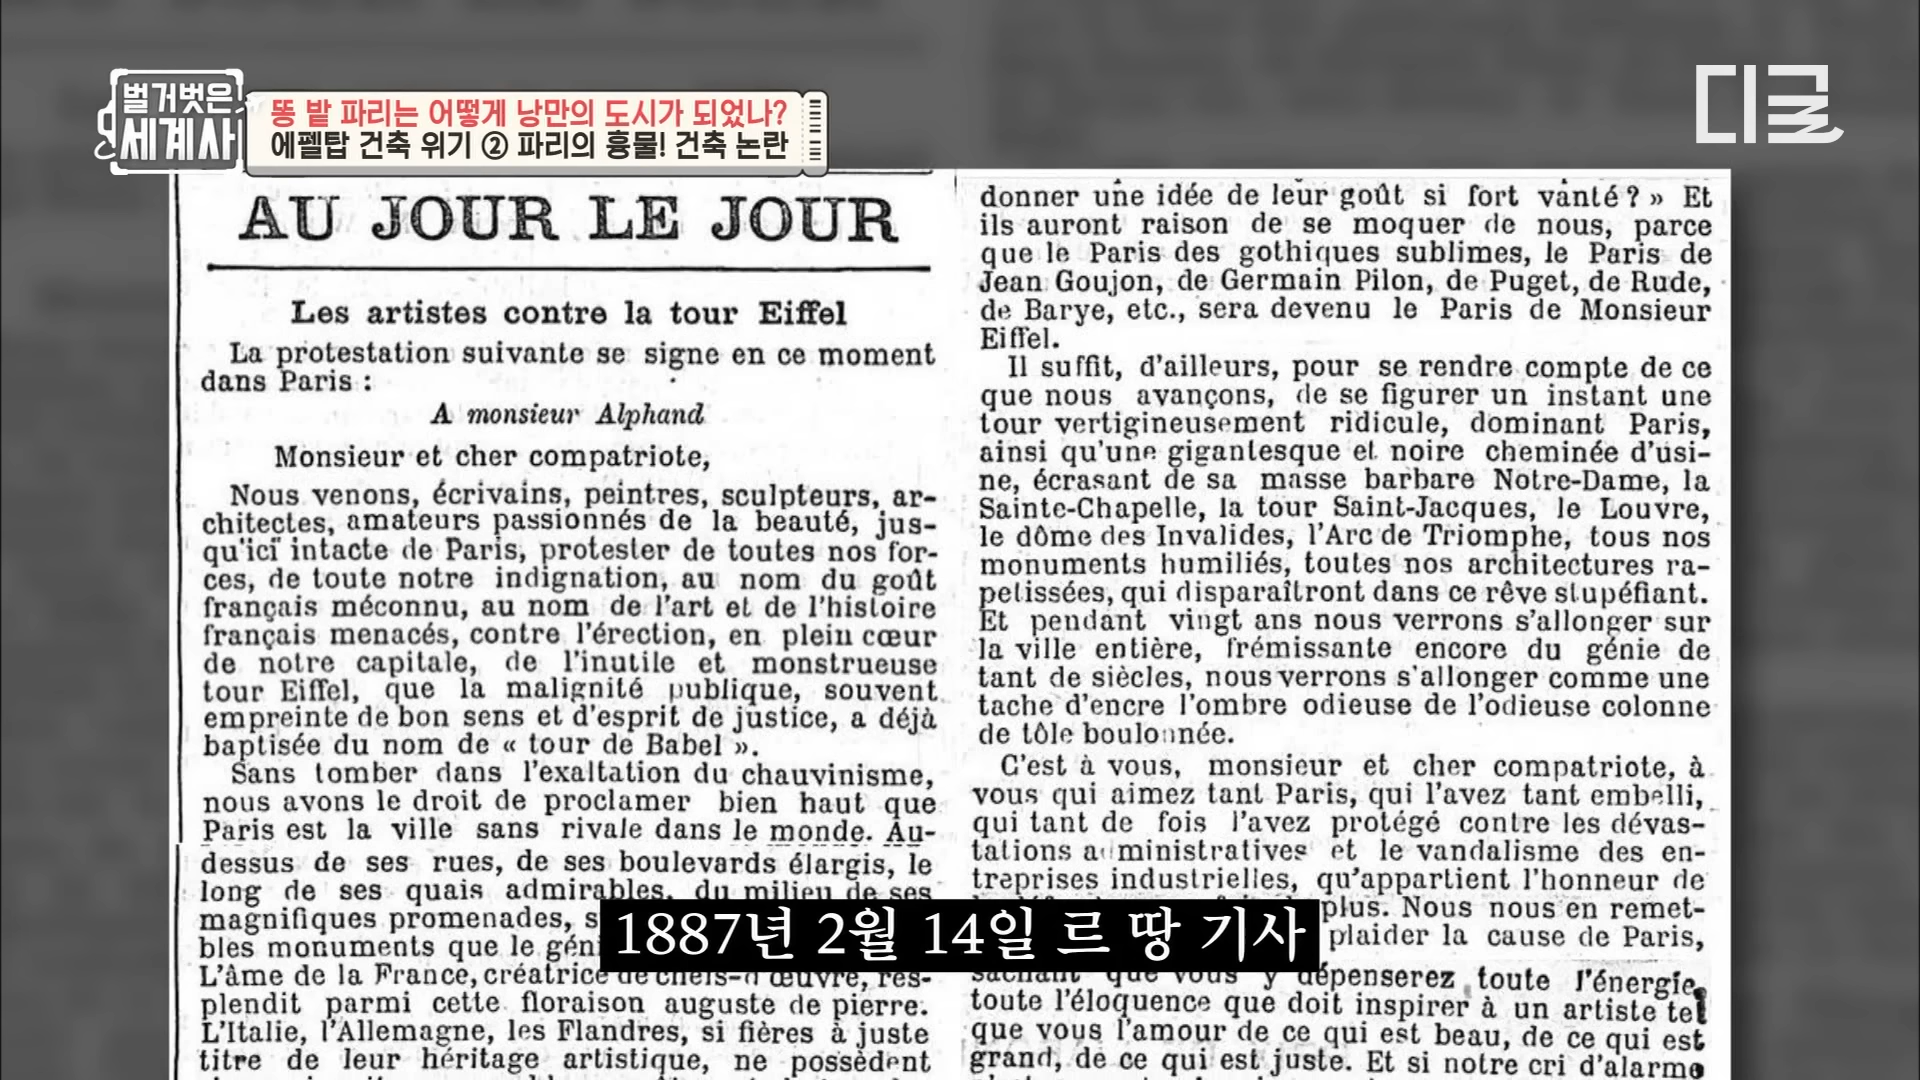 벌거벗은
세계사
똥 밭 파리는 어떻게 낭만의 도시가 되었나?
에펠탑 건축 위기 ② 파리의 흉물! 건축 논란
디글
AU JOUR LE JOUR
Les artistes contre la tour Eiffel
La protestation suivante se signe en ce moment
dans Paris :
A monsieur Alphand
Monsieur et cher compatriote,
Nous venons, écrivains, peintres, sculpteurs, ar-
chitectes, amateurs passionnés de la beauté, jus-
qu'ici intacte de Paris, protester de toutes nos for-
ces, de toute notre indignation, au nom du goût
français méconnu, au nom de l'art et de l'histoire
français menacés, contre l'érection, en plein cœur
de notre capitale, de l'inutile et monstrueuse
tour Eiffel, que la malignité publique, souvent
empreinte de bon sens et d'esprit de justice, a déjà
baptisée du nom de « tour de Babel ».
Sans tomber dans l'exaltation du chauvinisme,
nous avons le droit de proclamer bien haut que
Paris est la ville sans rivale dans le monde. Au-
dessus de ses rues, de ses boulevards élargis, le
long de ses quais admirables, du milieu de ses
magnifiques promenades, s
bles monuments que le géni
L'âme de la France, créatrice de chefs-d'œuvre, res-
plendit parmi cette floraison auguste de pierre.
L'Italie, l'Allemagne, les Flandres, si fières à juste
titre de leur héritage artistique, ne possèdent
donner une idée de leur goût si fort vanté ? » Et
ils auront raison de se moquer de nous, parce
que le Paris des gothiques sublimes, le Paris de
Jean Goujon, de Germain Pilon, de Puget, de Rude,
de Barye, etc., sera devenu le Paris de Monsieur
Eiffel.
Il suffit, d'ailleurs, pour se rendre compte de ce
que nous avançons, de se figurer un instant une
tour vertigineusement ridicule, dominant Paris,
ainsi qu'une gigantesque et noire cheminée d'usi-
ne, écrasant de sa masse barbare Notre-Dame, la
Sainte-Chapelle, la tour Saint-Jacques, le Louvre,
le dôme des Invalides, l'Arc de Triomphe, tous nos
monuments humiliés, toutes nos architectures ra-
petissées, qui disparaîtront dans ce rêve stupéfiant.
Et pendant vingt ans nous verrons s'allonger sur
la ville entière, frémissante encore du génie de
tant de siècles, nous verrons s'allonger comme une
tache d'encre l'ombre odieuse de l'odieuse colonne
de tôle boulonnée.
C'est à vous, monsieur et cher compatriote, à
vous qui aimez tant Paris, qui l'avez tant embelli,
qui tant de fois l'avez protégé contre les dévas-
tations administratives et le vandalisme des en-
treprises industrielles, qu'appartient l'honneur de
plus. Nous nous en remet-
plaider la cause de Paris,
sachant que vous y dépenserez toute l'énergie,
toute l'éloquence que doit inspirer à un artiste tel
que vous l'amour de ce qui est beau, de ce qui est
grand, de ce qui est juste. Et si notre cri d'alarme
1887년 2월 14일 르 땅 기사